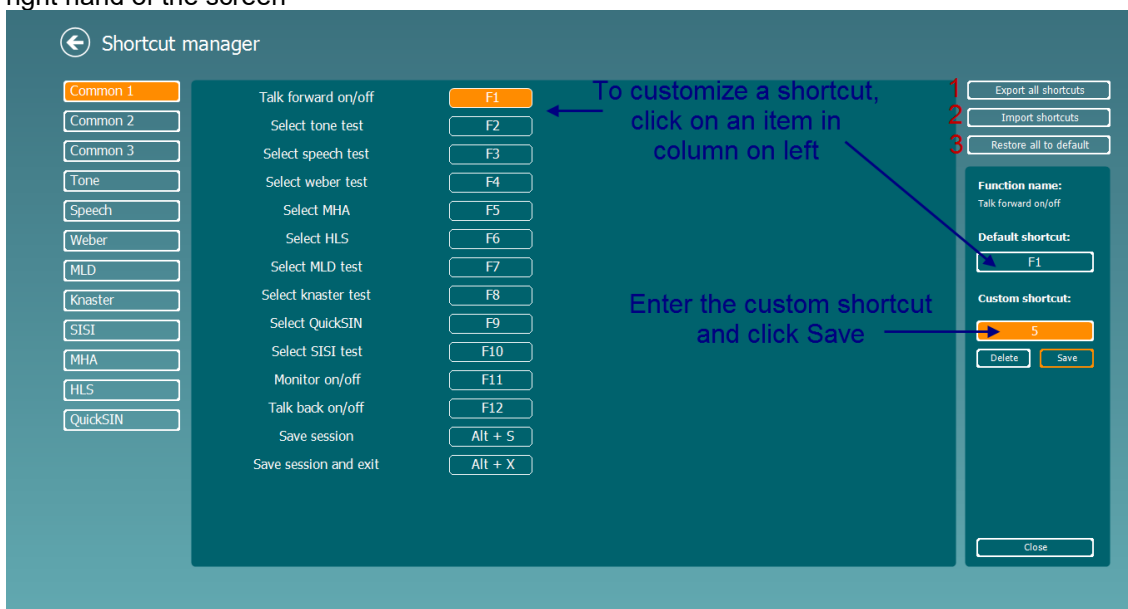 right hand of the screen
Shortcut manager
Common 1
Common 2
Common 3
Tone
Speech
Weber
MLD
Knaster
SISI
MHA
HLS
QuickSIN
Talk forward on/off F1
Select tone test F2
Select speech test F3
Select weber test F4
Select MHA F5
Select HLS F6
Select MLD test F7
Select knaster test F8
Select QuickSIN F9
Select SISI test F10
Monitor on/off F11
Talk back on/off F12
Save session Alt + S
Save session and exit Alt + X
To customize a shortcut,
click on an item in
column on left
Enter the custom shortcut
and click Save
1 Export all shortcuts
2 Import shortcuts
3 Restore all to default
Function name:
Talk forward on/off
Default shortcut:
F1
Custom shortcut:
5
Delete Save
Close